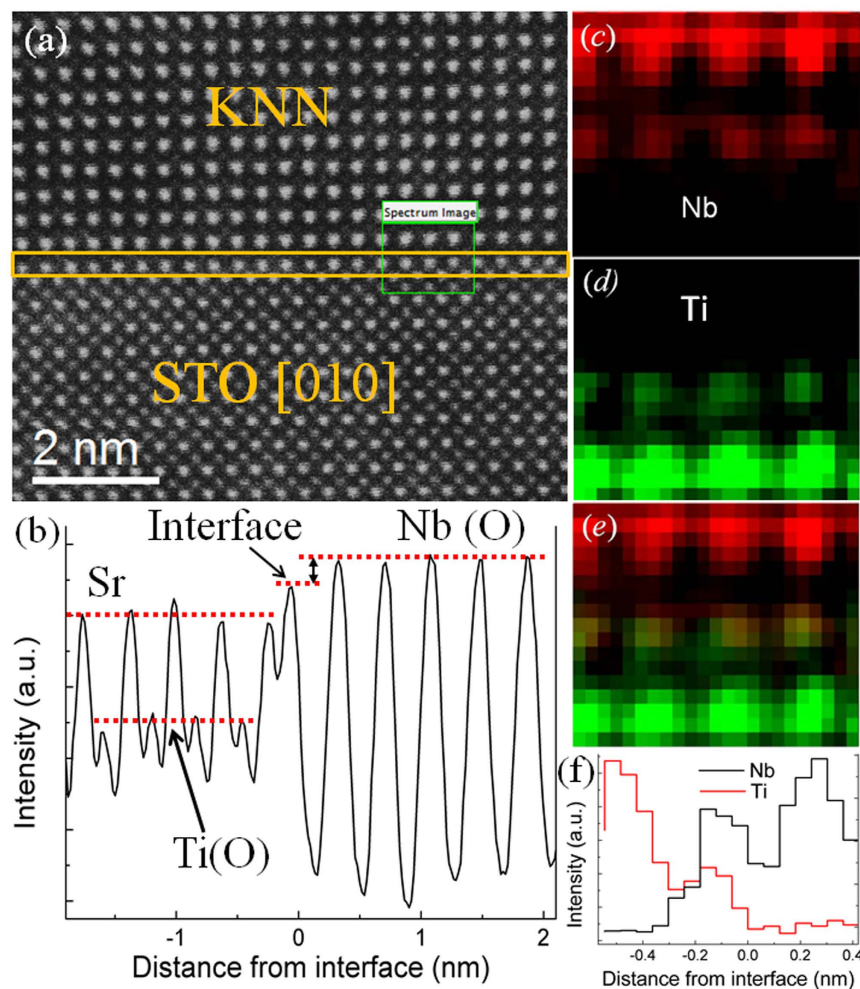 (a)
KNN
Spectrum Image
STO [010]
2 nm
(b)
Interface
Nb (O)
Sr
Ti(O)
Intensity (a.u.)
-1
0
1
2
Distance from interface (nm)
(c)
Nb
(d)
Ti
(e)
(f)
Nb
Ti
Intensity (a.u.)
-0.4
-0.2
0.0
0.2
0.4
Distance from interface (nm)